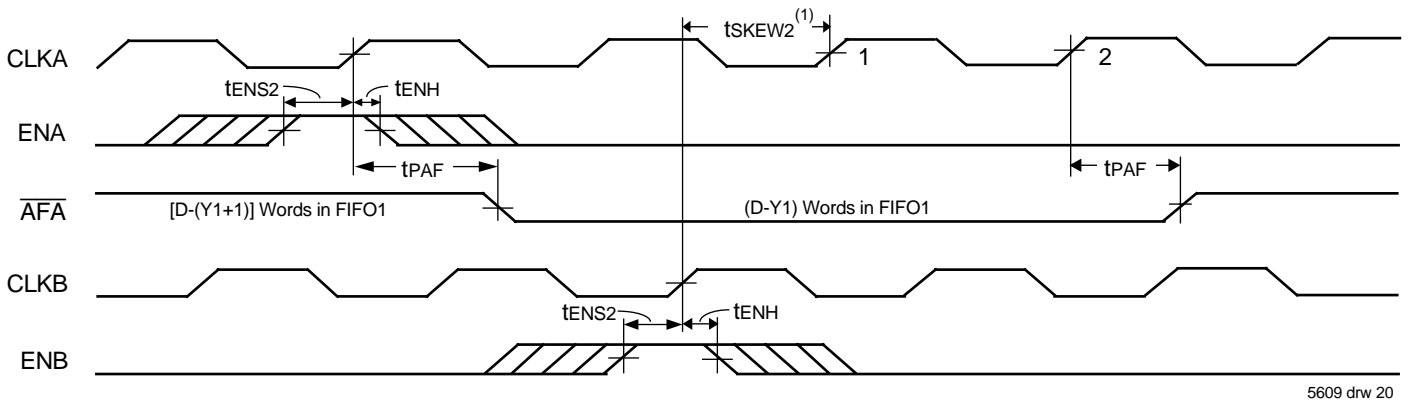 tSKEW2(1)
CLKA
1
2
tENS2
tENH
ENA
tPAF
tPAF
AFA
[D-(Y1+1)] Words in FIFO1
(D-Y1) Words in FIFO1
CLKB
tENS2
tENH
ENB
5609 drw 20